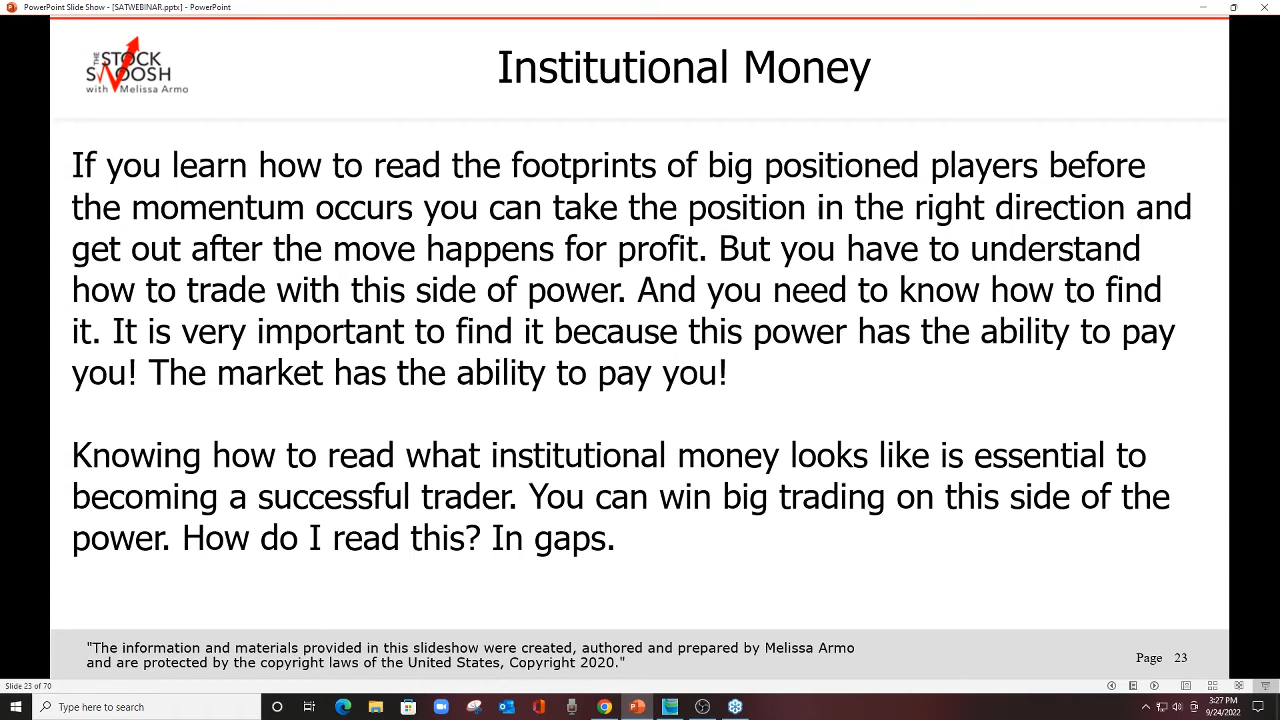 PowerPoint Slide Show - [SATWEBINAR.pptx] - PowerPoint
THE
STOCK
SWOOSH
with Melissa Armo
Institutional Money
If you learn how to read the footprints of big positioned players before
the momentum occurs you can take the position in the right direction and
get out after the move happens for profit. But you have to understand
how to trade with this side of power. And you need to know how to find
it. It is very important to find it because this power has the ability to pay
you! The market has the ability to pay you!
Knowing how to read what institutional money looks like is essential to
becoming a successful trader. You can win big trading on this side of the
power. How do I read this? In gaps.
"The information and materials provided in this slideshow were created, authored and prepared by Melissa Armo
and are protected by the copyright laws of the United States, Copyright 2020."
Page 23
Slide 23 of 70
Type here to search
3:27 PM
9/24/2022